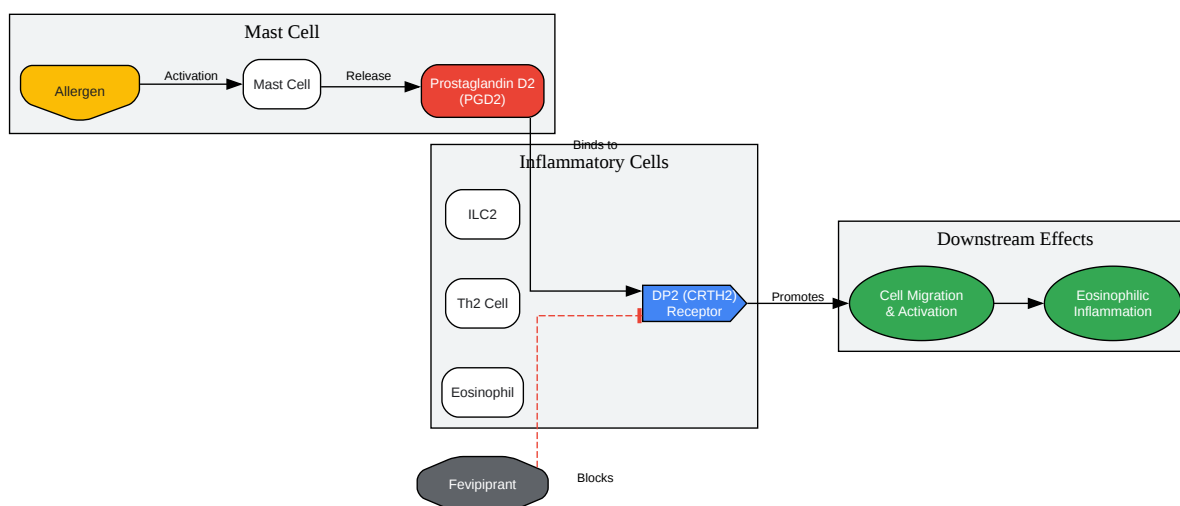 Mast Cell
Allergen
Activation
Mast Cell
Release
Prostaglandin D2
(PGD2)
Binds to
Inflammatory Cells
ILC2
Th2 Cell
Eosinophil
DP2 (CRTH2)
Receptor
Promotes
Downstream Effects
Cell Migration
& Activation
Eosinophilic
Inflammation
Fevipiprant
Blocks